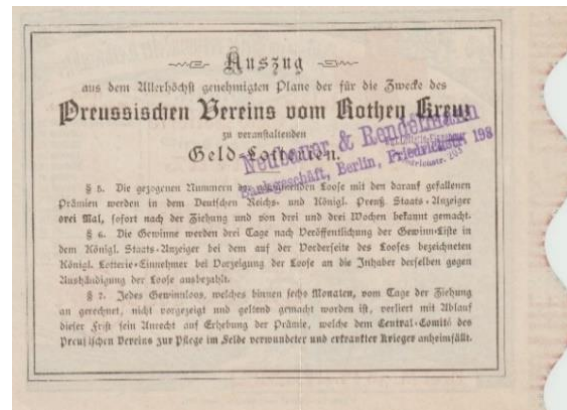 Auszug
aus dem Allerhöchst genehmigten Plane der für die Zwecke des
Preussischen Vereins vom Rothen Kreuz
zu veranstaltenden
Geld-Lotterien.
Neubauer & Rendelmann
Bankgeschäft, Berlin, Friedrichstr. 198
§ 5. Die gezogenen Nummern der gewinnenden Loose mit den darauf gefallenen
Prämien werden in dem Deutschen Reichs- und Königl. Preuß. Staats-Anzeiger
drei Mal, sofort nach der Ziehung und von drei und drei Wochen bekannt gemacht.
§ 6. Die Gewinne werden drei Tage nach Veröffentlichung der Gewinn-Liste in
dem Königl. Staats-Anzeiger bei dem auf der Vorderseite des Looses bezeichneten
Königl. Lotterie-Einnehmer bei Vorzeigung der Loose an die Inhaber derselben gegen
Aushändigung der Loose ausbezahlt.
§ 7. Jedes Gewinnloos, welches binnen sechs Monaten, vom Tage der Ziehung
an gerechnet, nicht vorgezeigt und geltend gemacht worden ist, verliert mit Ablauf
dieser Frist sein Anrecht auf Erhebung der Prämie, welche dem Central-Comité des
Preußischen Vereins zur Pflege im Felde verwundeter und erkrankter Krieger anheimfällt.